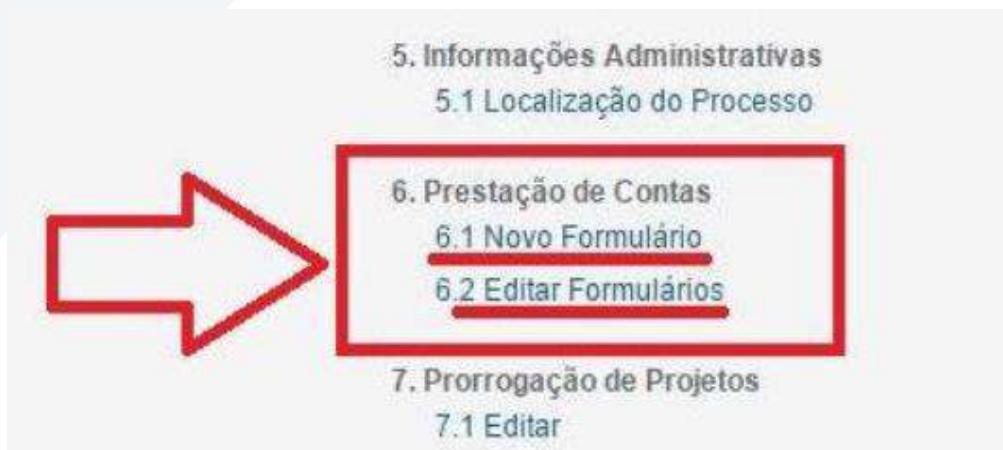 5. Informações Administrativas
5.1 Localização do Processo
6. Prestação de Contas
6.1 Novo Formulário
6.2 Editar Formulários
7. Prorrogação de Projetos
7.1 Editar